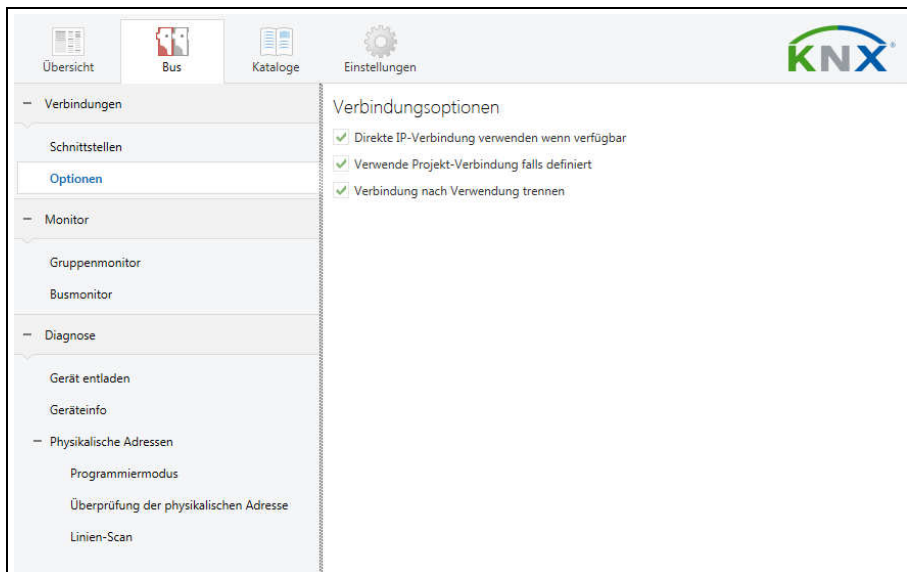 Übersicht
Bus
Kataloge
Einstellungen
KNX®
Verbindungen
Schnittstellen
Optionen
Monitor
Gruppenmonitor
Busmonitor
Diagnose
Gerät entladen
Geräteinfo
Physikalische Adressen
Programmiermodus
Überprüfung der physikalischen Adresse
Linien-Scan
Verbindungsoptionen
Direkte IP-Verbindung verwenden wenn verfügbar
Verwende Projekt-Verbindung falls definiert
Verbindung nach Verwendung trennen